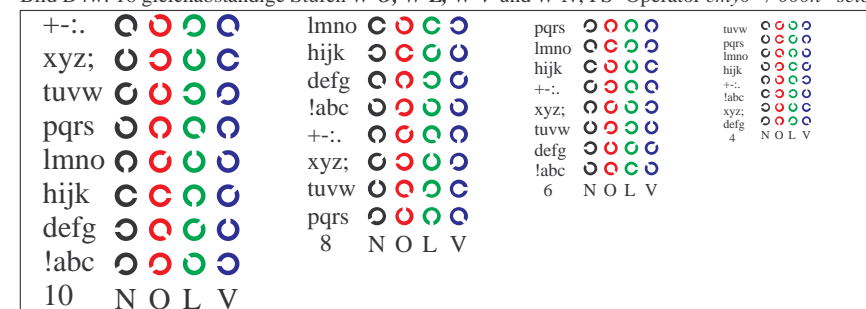 +-:.
xyz;
tuvw
pqrs
lmno
hijk
defg
!abc
10 N O L V
lmno
hijk
defg
!abc
+-:.
xyz;
tuvw
pqrs
8 N O L V
pqrs
lmno
hijk
+-:.
xyz;
tuvw
defg
!abc
6 N O L V
tuvw
pqrs
lmno
hijk
+-:.
!abc
xyz;
defg
4 N O L V